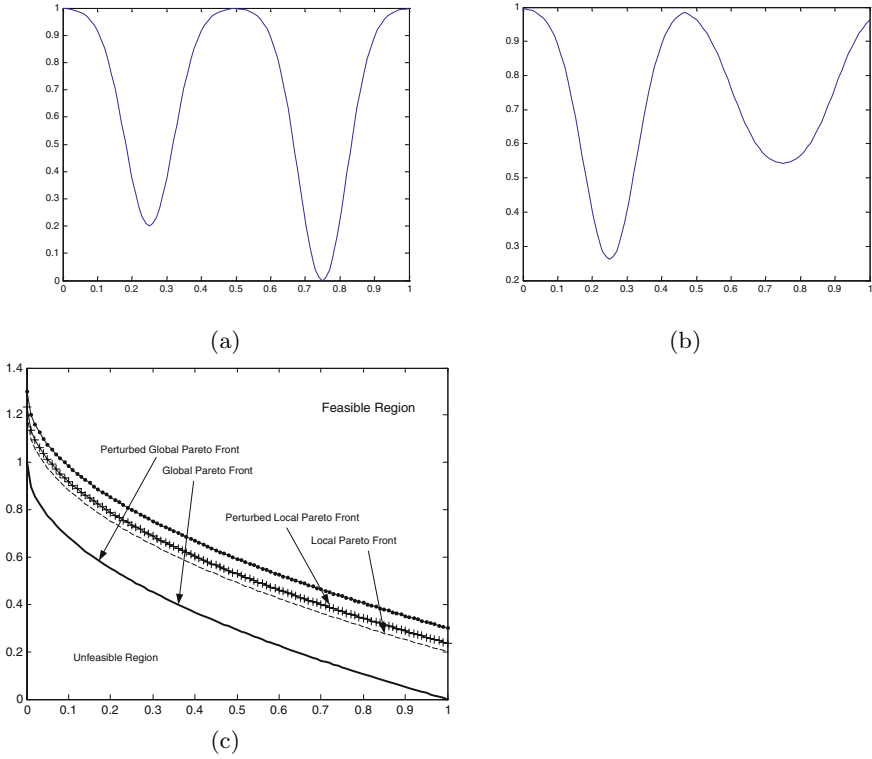 1
0.9
0.8
0.7
0.6
0.5
0.4
0.3
0.2
0.1
0
0 0.1 0.2 0.3 0.4 0.5 0.6 0.7 0.8 0.9 1
(a)
1
0.9
0.8
0.7
0.6
0.5
0.4
0.3
0.2
0 0.1 0.2 0.3 0.4 0.5 0.6 0.7 0.8 0.9 1
(b)
1.4
1.2
1
0.8
0.6
0.4
0.2
0
Feasible Region
Perturbed Global Pareto Front
Global Pareto Front
Perturbed Local Pareto Front
Local Pareto Front
Unfeasible Region
0 0.1 0.2 0.3 0.4 0.5 0.6 0.7 0.8 0.9 1
(c)